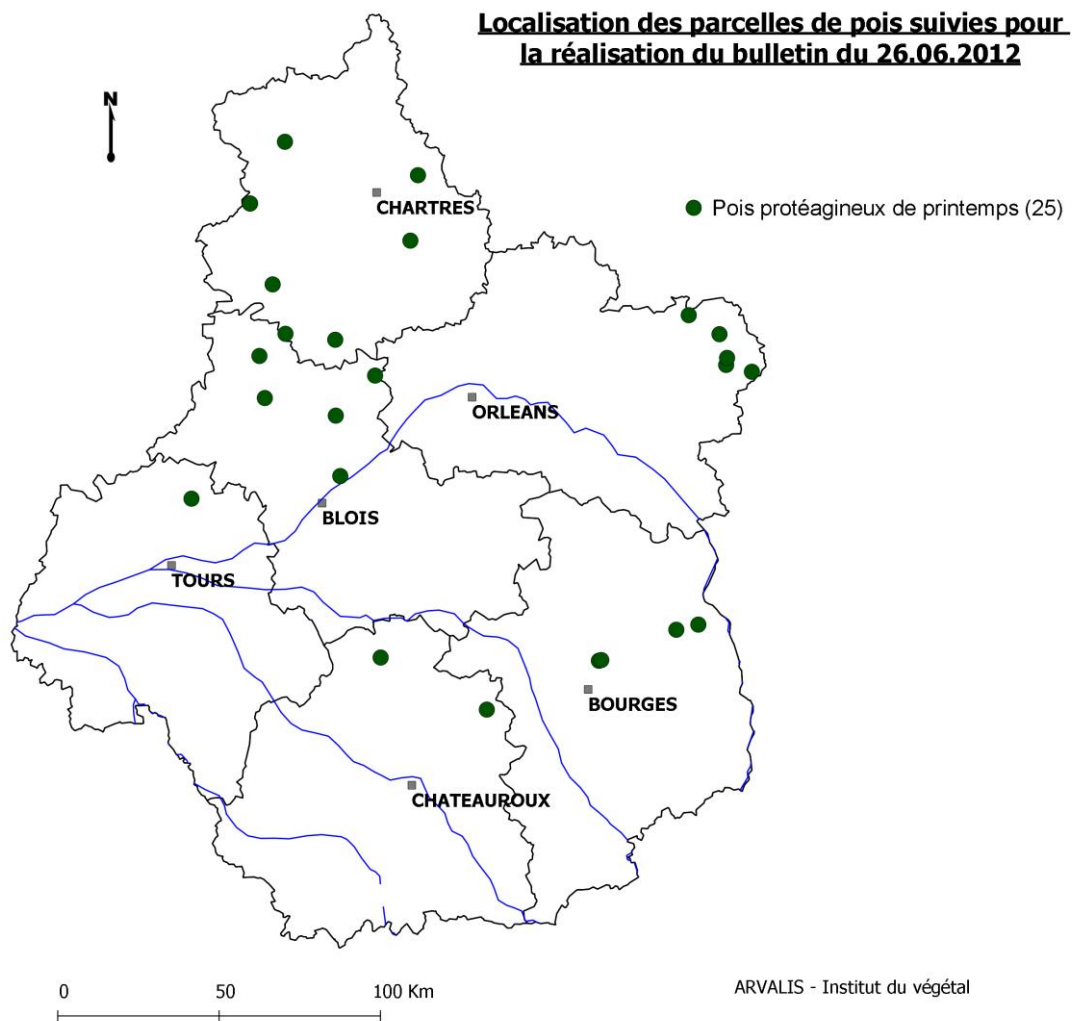 Localisation des parcelles de pois suivies pour
la réalisation du bulletin du 26.06.2012
N
CHARTRES
Pois protéagineux de printemps (25)
ORLEANS
BLOIS
TOURS
BOURGES
CHATEAUROUX
0 50 100 Km
ARVALIS - Institut du végétal